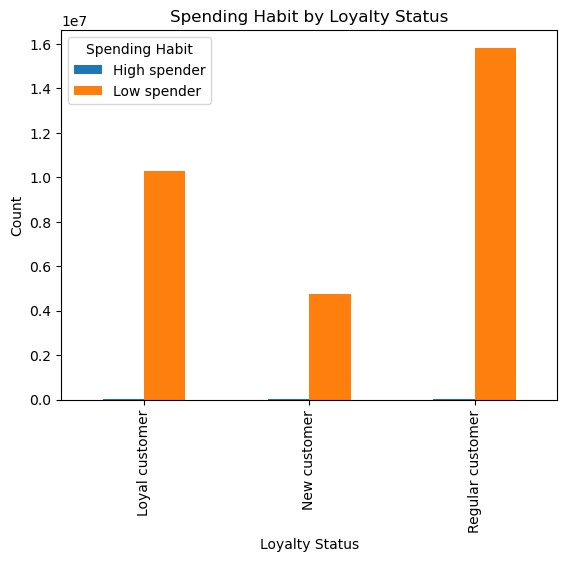 Spending Habit by Loyalty Status
1e7
Spending Habit
High spender
Low spender
1.6
1.4
1.2
1.0
0.8
0.6
0.4
0.2
0.0
Count
Loyal customer
New customer
Regular customer
Loyalty Status